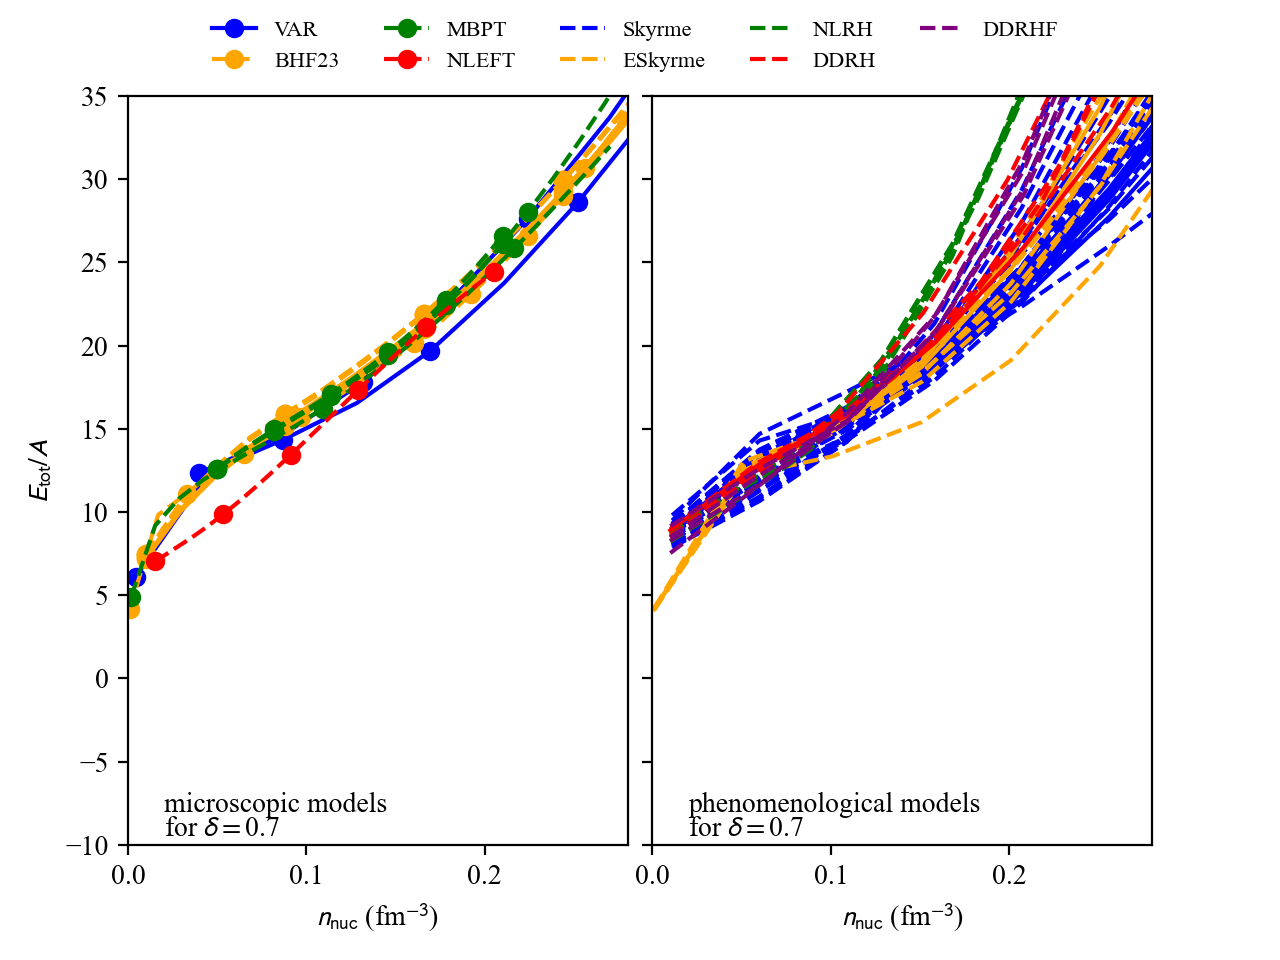 VAR MBPT Skyrme NLRH DDRHF
BHF23 NLEFT ESkyrme DDRH
35
30
25
20
15
10
5
0
−5
−10
E_tot/A
microscopic models
for δ = 0.7
phenomenological models
for δ = 0.7
0.0 0.1 0.2 0.0 0.1 0.2
n_nuc (fm⁻³) n_nuc (fm⁻³)